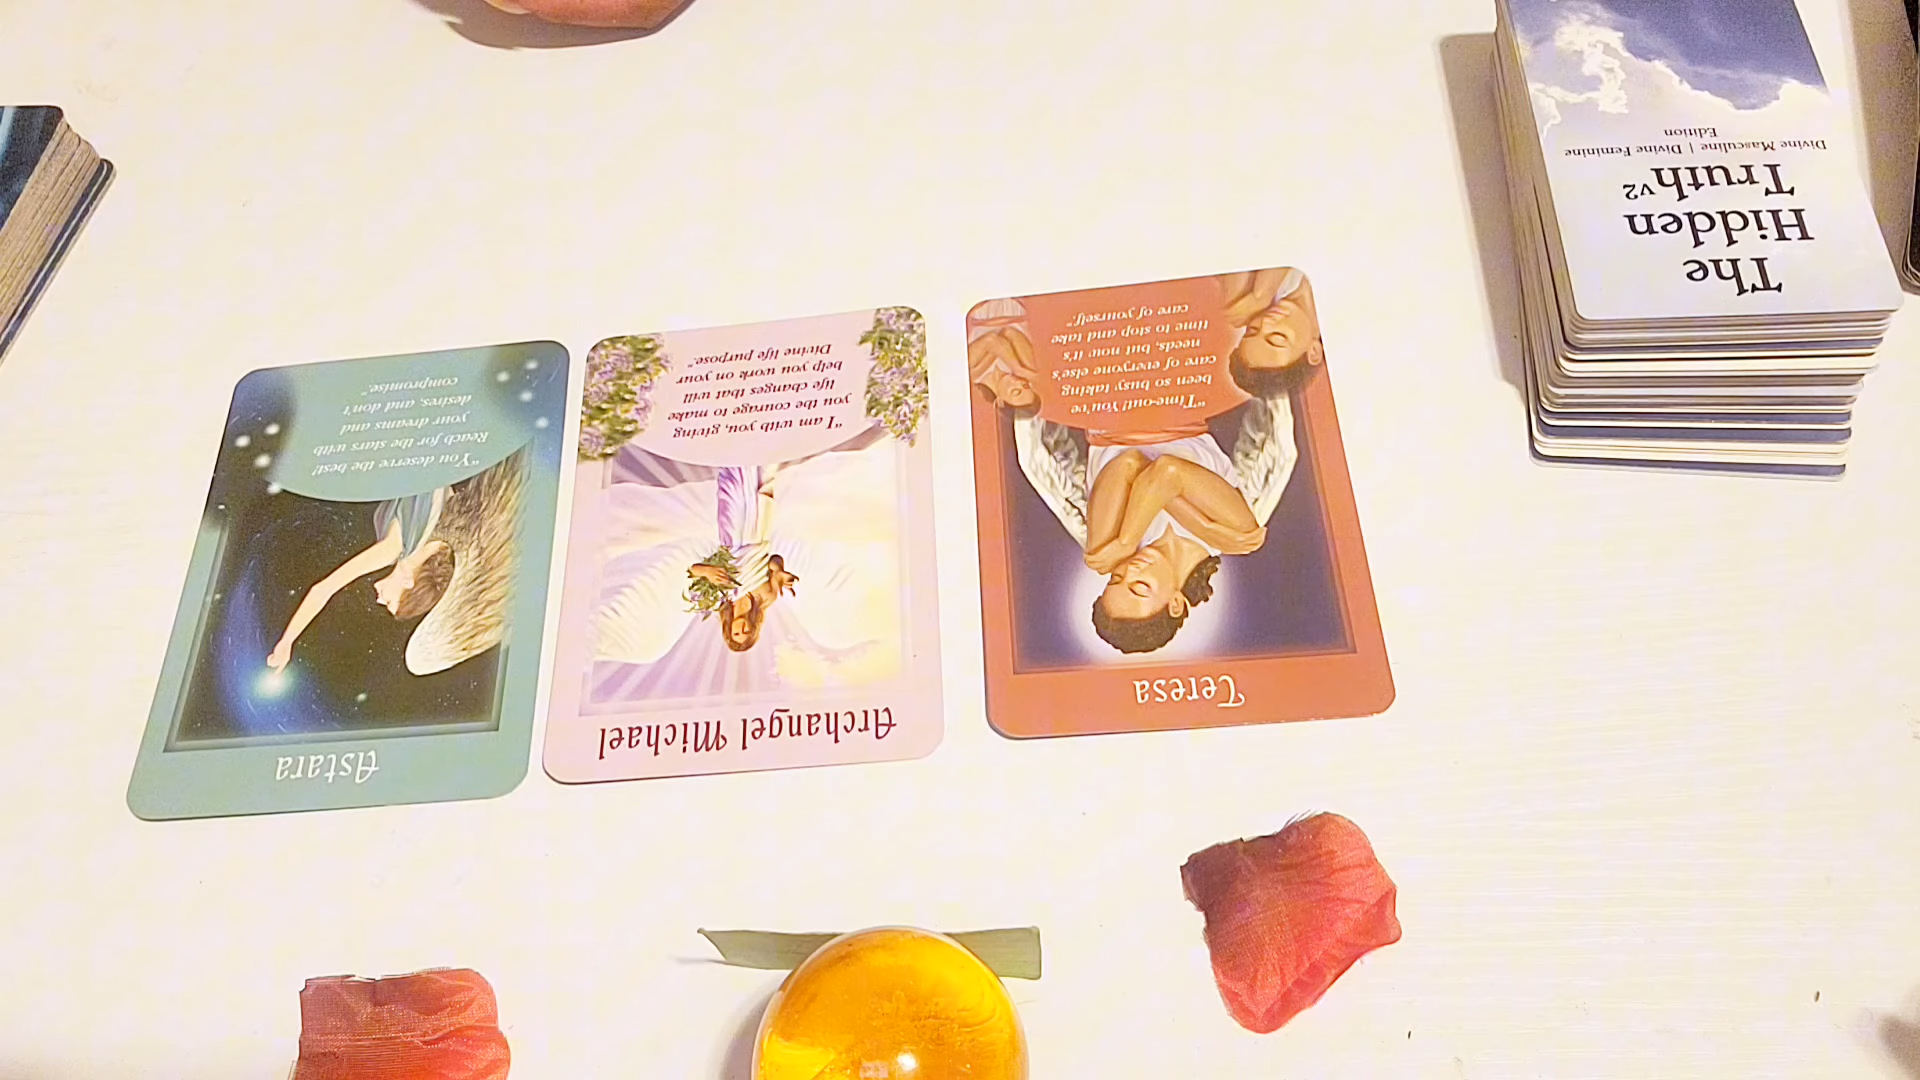 The
Hidden
Truth v2
Divine Masculine | Divine Feminine
Edition
Teresa
"Time-out! You've
been so busy taking
care of everyone else's
needs, but now it's
time to stop and take
care of yourself."
Archangel Michael
"I am with you, giving
you the courage to make
life changes that will
help you work on your
Divine life purpose."
Astara
"You deserve the best!
Reach for the stars with
your dreams and
desires, and don't
compromise."